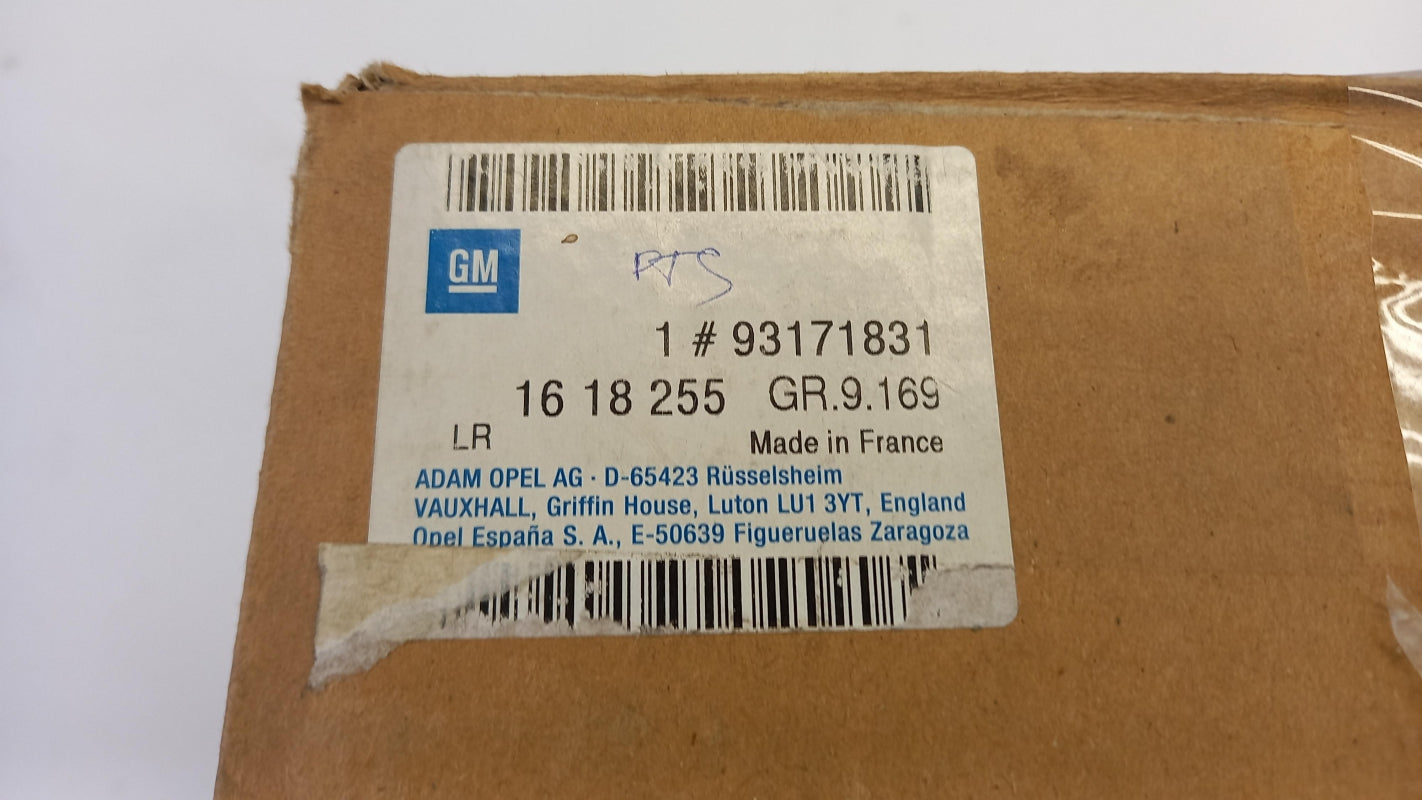 GM
PTS
1 # 93171831
16 18 255 GR.9.169
LR Made in France
ADAM OPEL AG · D-65423 Rüsselsheim
VAUXHALL, Griffin House, Luton LU1 3YT, England
Opel España S. A., E-50639 Figueruelas Zaragoza